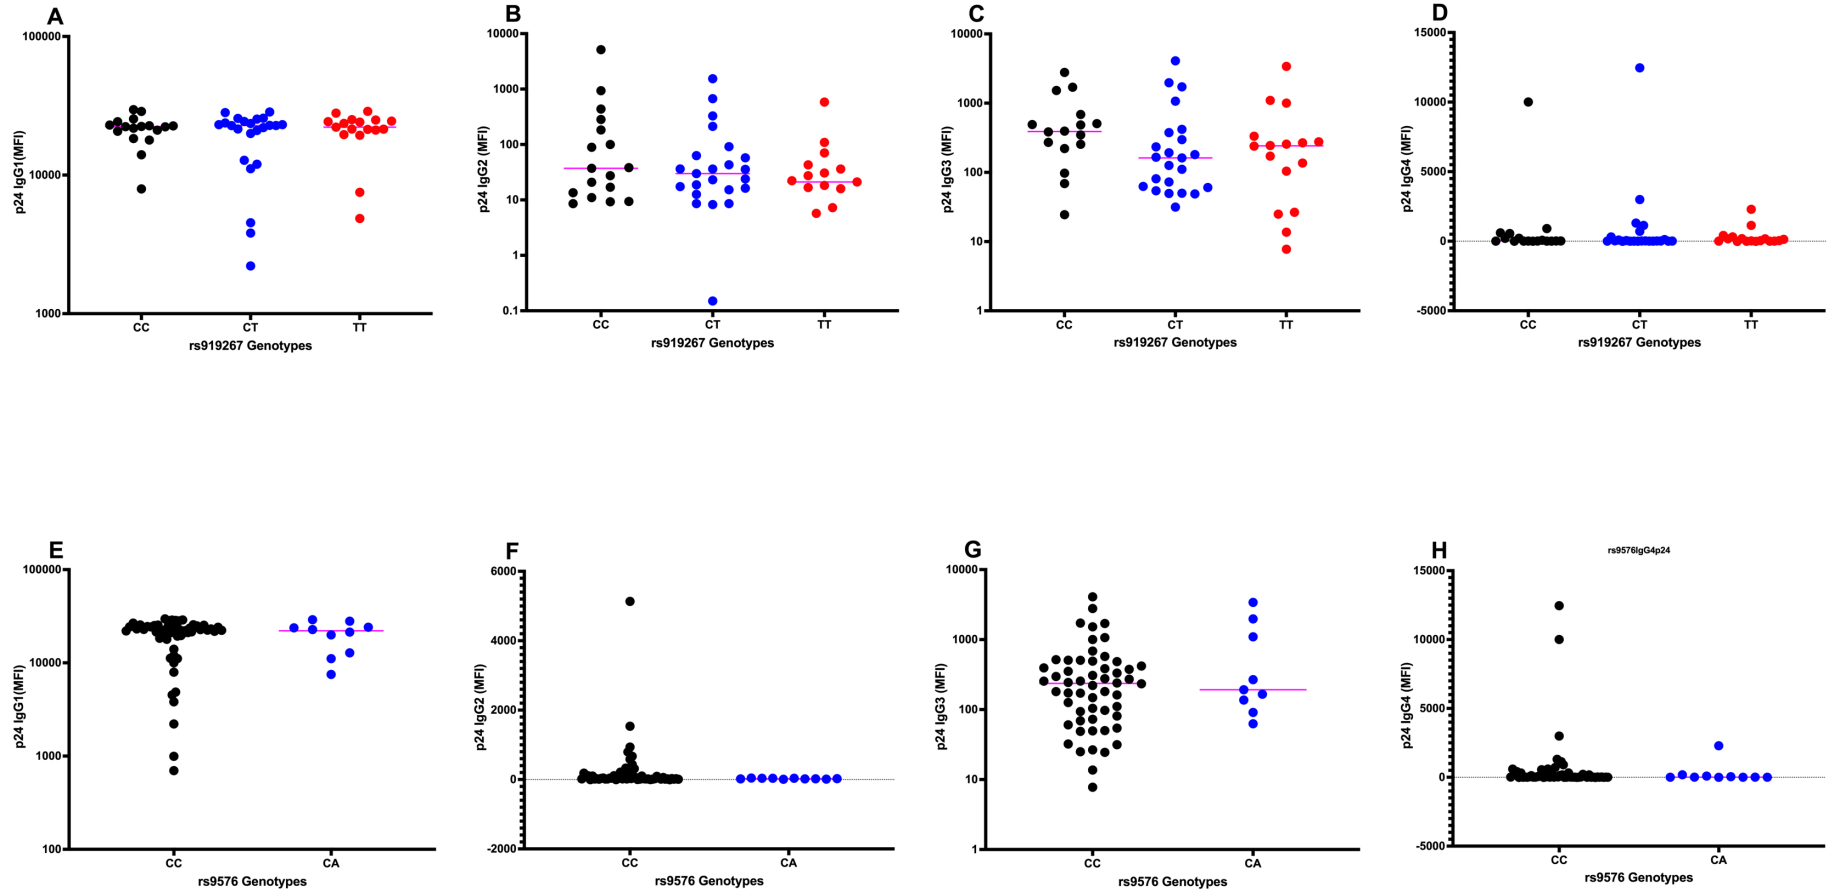 A
p24 IgG1(MFI)
100000
10000
1000
CC CT TT
rs919267 Genotypes
B
p24 IgG2 (MFI)
10000
1000
100
10
1
0.1
CC CT TT
rs919267 Genotypes
C
p24 IgG3 (MFI)
10000
1000
100
10
1
CC CT TT
rs919267 Genotypes
D
p24 IgG4 (MFI)
15000
10000
5000
0
-5000
CC CT TT
rs919267 Genotypes
E
p24 IgG1(MFI)
100000
10000
1000
100
CC CA
rs9576 Genotypes
F
p24 IgG2 (MFI)
6000
4000
2000
0
-2000
CC CA
rs9576 Genotypes
G
p24 IgG3 (MFI)
10000
1000
100
10
1
CC CA
rs9576 Genotypes
H
rs9576IgG4p24
p24 IgG4 (MFI)
15000
10000
5000
0
-5000
CC CA
rs9576 Genotypes